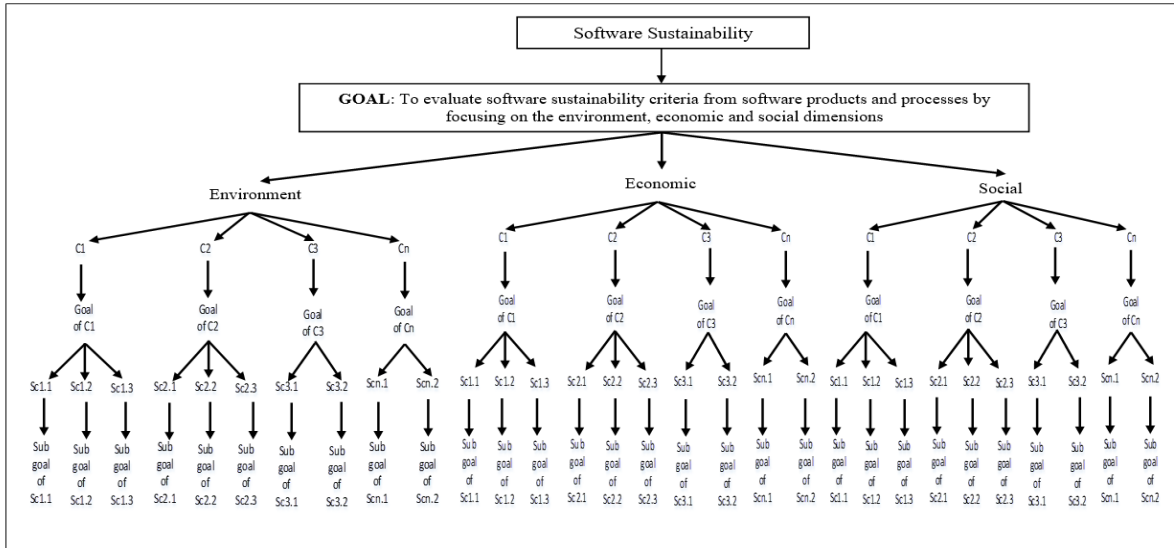 Software Sustainability
GOAL: To evaluate software sustainability criteria from software products and processes by
focusing on the environment, economic and social dimensions
Environment
Economic
Social
C1 C2 C3 Cn
C1 C2 C3 Cn
C1 C2 C3 Cn
Goal
of C1
Goal
of C2
Goal
of C3
Goal
of Cn
Goal
of C1
Goal
of C2
Goal
of C3
Goal
of Cn
Goal
of C1
Goal
of C2
Goal
of C3
Goal
of Cn
Sc1.1 Sc1.2 Sc1.3 Sc2.1 Sc2.2 Sc2.3 Sc3.1 Sc3.2 Scn.1 Scn.2
Sc1.1 Sc1.2 Sc1.3 Sc2.1 Sc2.2 Sc2.3 Sc3.1 Sc3.2 Scn.1 Scn.2
Sc1.1 Sc1.2 Sc1.3 Sc2.1 Sc2.2 Sc2.3 Sc3.1 Sc3.2 Scn.1 Scn.2
Sub
goal
of
Sc1.1
Sub
goal
of
Sc1.2
Sub
goal
of
Sc1.3
Sub
goal
of
Sc2.1
Sub
goal
of
Sc2.2
Sub
goal
of
Sc2.3
Sub
goal
of
Sc3.1
Sub
goal
of
Sc3.2
Sub
goal
of
Scn.1
Sub
goal
of
Scn.2
Sub
goal
of
Sc1.1
Sub
goal
of
Sc1.2
Sub
goal
of
Sc1.3
Sub
goal
of
Sc2.1
Sub
goal
of
Sc2.2
Sub
goal
of
Sc2.3
Sub
goal
of
Sc3.1
Sub
goal
of
Sc3.2
Sub
goal
of
Scn.1
Sub
goal
of
Scn.2
Sub
goal
of
Sc1.1
Sub
goal
of
Sc1.2
Sub
goal
of
Sc1.3
Sub
goal
of
Sc2.1
Sub
goal
of
Sc2.2
Sub
goal
of
Sc2.3
Sub
goal
of
Sc3.1
Sub
goal
of
Sc3.2
Sub
goal
of
Scn.1
Sub
goal
of
Scn.2